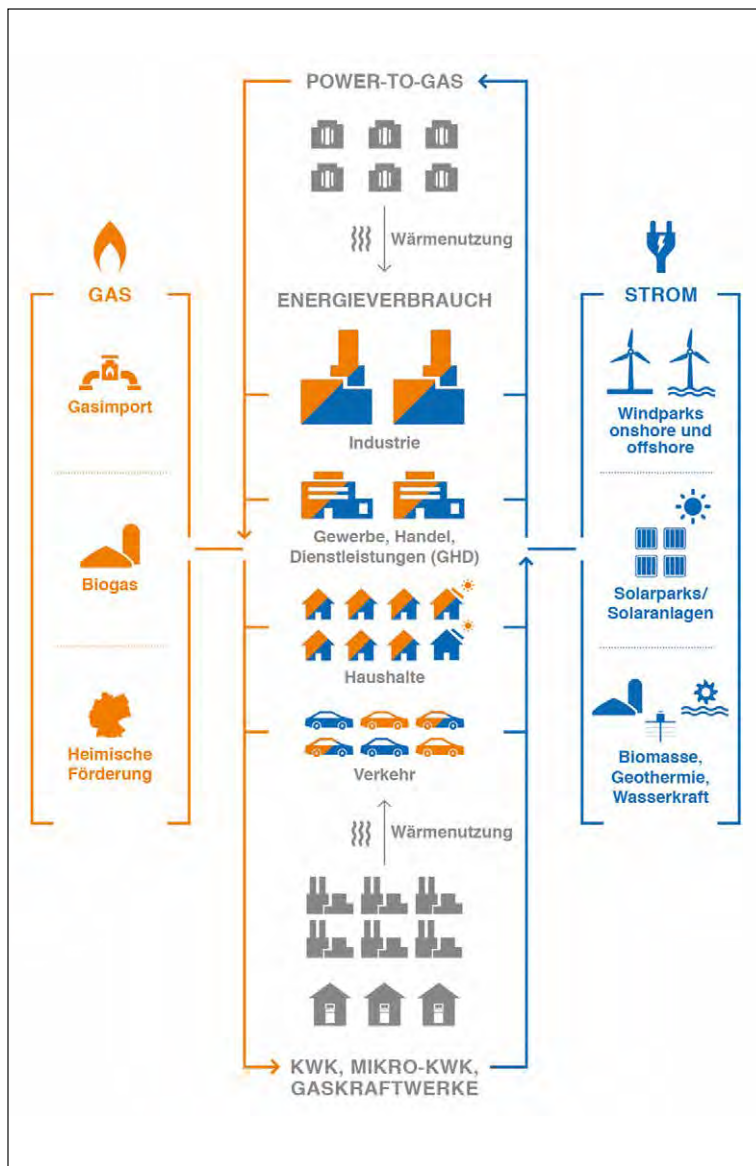 POWER-TO-GAS
Wärmenutzung
GAS
Gasimport
Biogas
Heimische
Förderung
ENERGIEVERBRAUCH
Industrie
Gewerbe, Handel,
Dienstleistungen (GHD)
Haushalte
Verkehr
Wärmenutzung
KWK, MIKRO-KWK,
GASKRAFTWERKE
STROM
Windparks
onshore und
offshore
Solarparks/
Solaranlagen
Biomasse,
Geothermie,
Wasserkraft